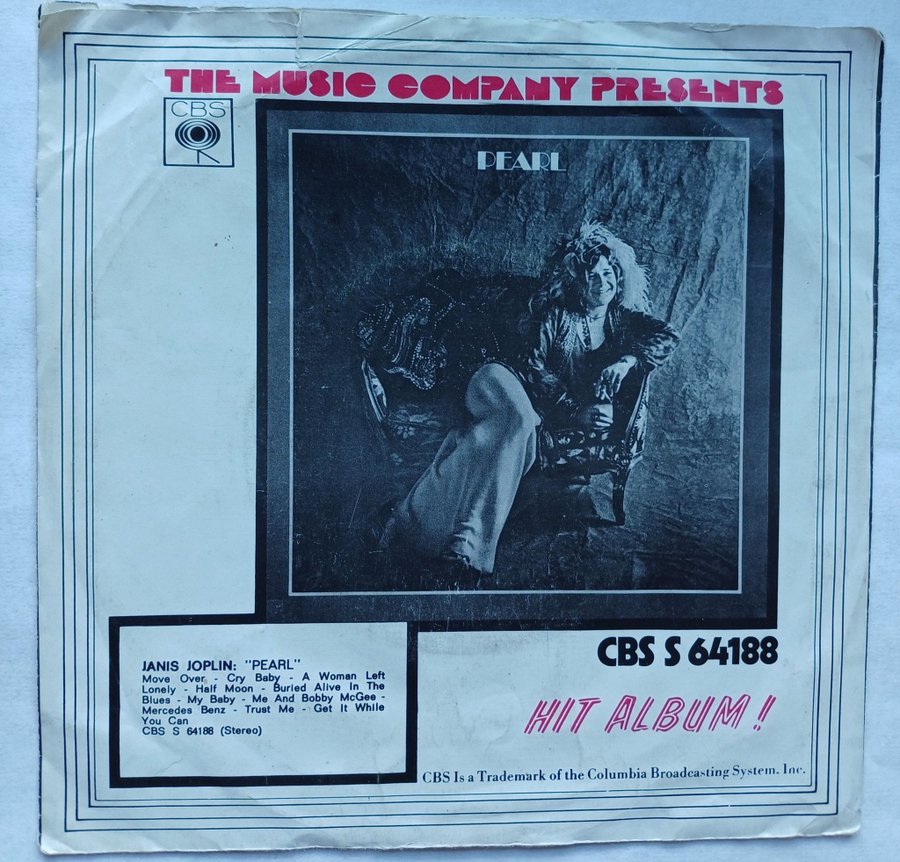 THE MUSIC COMPANY PRESENTS
CBS
PEARL
CBS S 64188
JANIS JOPLIN: "PEARL"
Move Over - Cry Baby - A Woman Left
Lonely - Half Moon - Buried Alive In The
Blues - My Baby - Me And Bobby McGee -
Mercedes Benz - Trust Me - Get It While
You Can
CBS S 64188 (Stereo)
HIT ALBUM!
CBS Is a Trademark of the Columbia Broadcasting System. Inc.